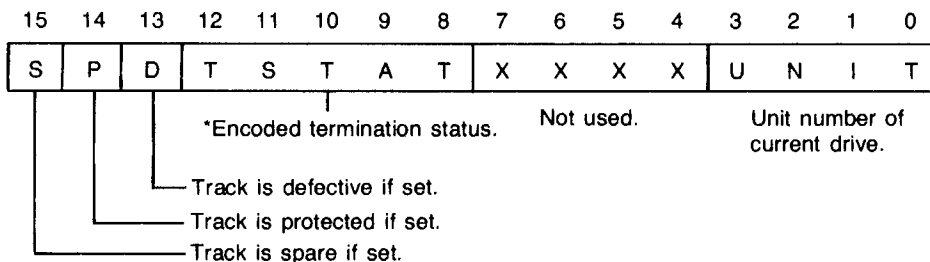 15 14 13 12 11 10 9 8 7 6 5 4 3 2 1 0
S P D T S T A T X X X X U N I T
*Encoded termination status.
Not used.
Unit number of
current drive.
Track is defective if set.
Track is protected if set.
Track is spare if set.